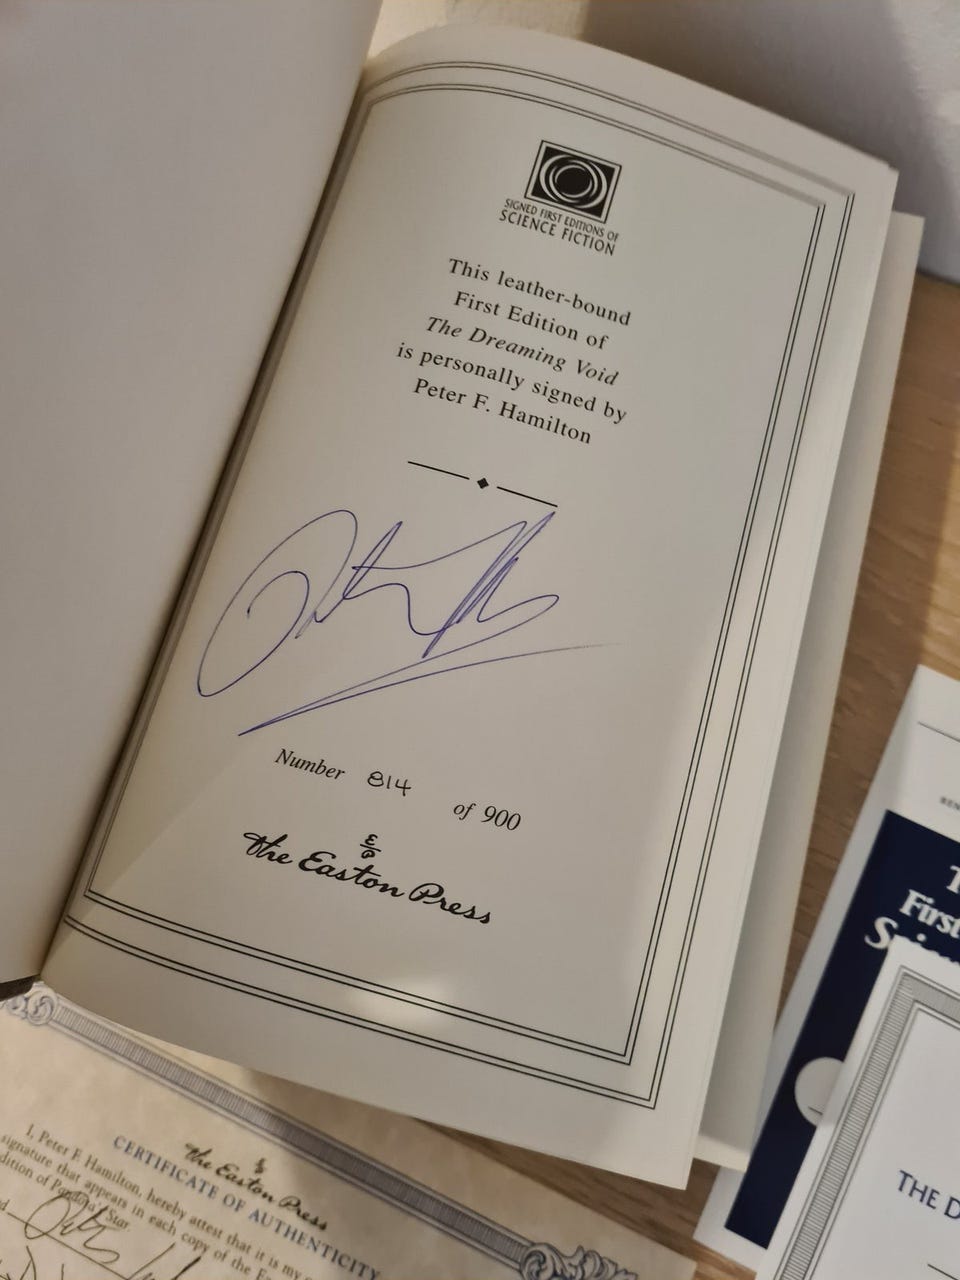 SIGNED FIRST EDITIONS OF
SCIENCE FICTION
This leather-bound
First Edition of
The Dreaming Void
is personally signed by
Peter F. Hamilton
Number 814 of 900
The Easton Press
The Easton Press
CERTIFICATE OF AUTHENTICITY
I, Peter F. Hamilton, hereby attest that it is my
signature that appears in each copy of the
dition of Pandora's Star
First
THE D